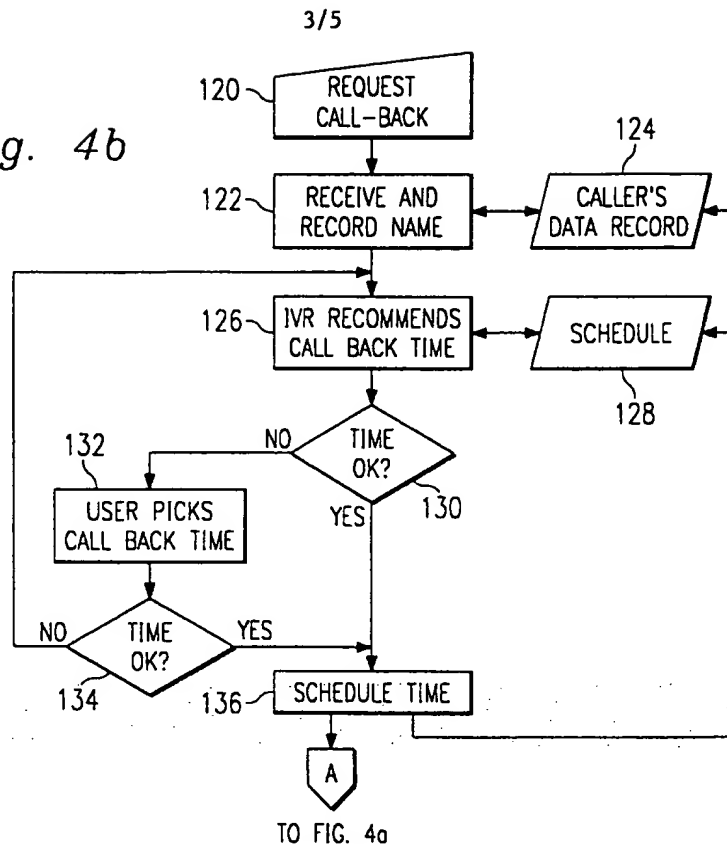 3/5
g. 4b
120
REQUEST
CALL-BACK
122
RECEIVE AND
RECORD NAME
124
CALLER'S
DATA RECORD
126
IVR RECOMMENDS
CALL BACK TIME
SCHEDULE
128
TIME
OK?
130
NO
YES
132
USER PICKS
CALL BACK TIME
TIME
OK?
134
NO
YES
136
SCHEDULE TIME
A
TO FIG. 4a